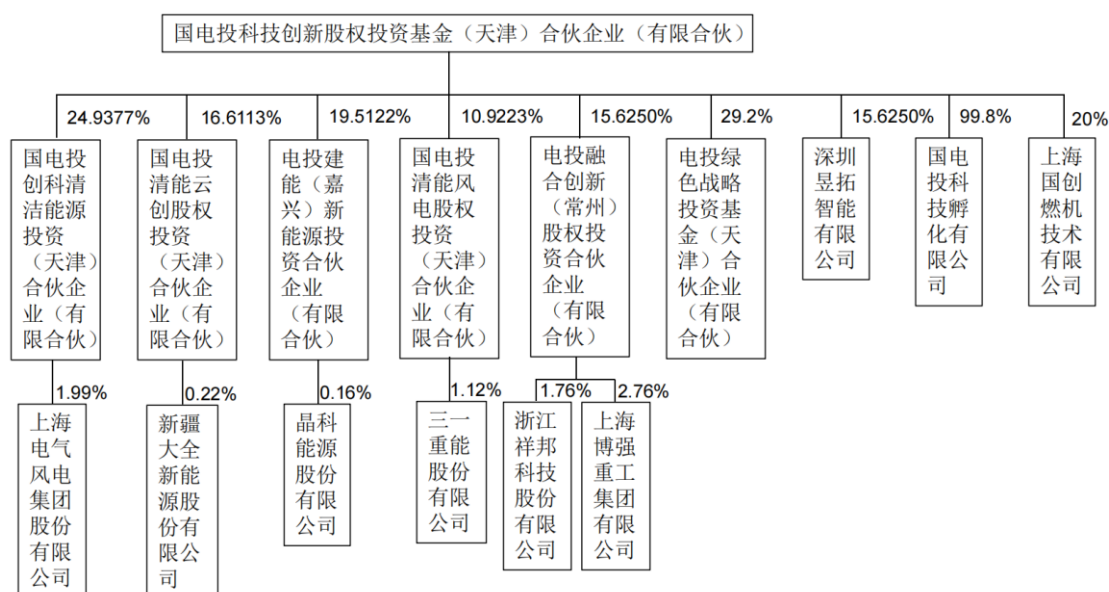 国电投科技创新股权投资基金（天津）合伙企业（有限合伙）
24.9377%
16.6113%
19.5122%
10.9223%
15.6250%
29.2%
15.6250%
99.8%
20%
国电投
创科清
洁能源
投资
（天津）
合伙企
业（有
限合伙）
国电投
清能云
创股权
投资
（天津）
合伙企
业（有
限合伙）
电投建
能（嘉
兴）新
能源投
资合伙
企业
（有限
合伙）
国电投
清能风
电股权
投资
（天津）
合伙企
业（有
限合伙）
电投融
合创新
（常州）
股权投
资合伙
企业
（有限
合伙）
电投绿
色战略
投资基
金（天
津）合
伙企业
（有限
合伙）
深圳
昱拓
智能
有限
公司
国电
投科
技孵
化有
限公
司
上海
国创
燃机
技术
有限
公司
1.99%
0.22%
0.16%
1.12%
1.76%
2.76%
上海
电气
风电
集团
股份
有限
公司
新疆
大全
新能
源股
份有
限公
司
晶科
能源
股份
有限
公司
三一
重能
股份
有限
公司
浙江
祥邦
科技
股份
有限
公司
上海
博强
重工
集团
有限
公司